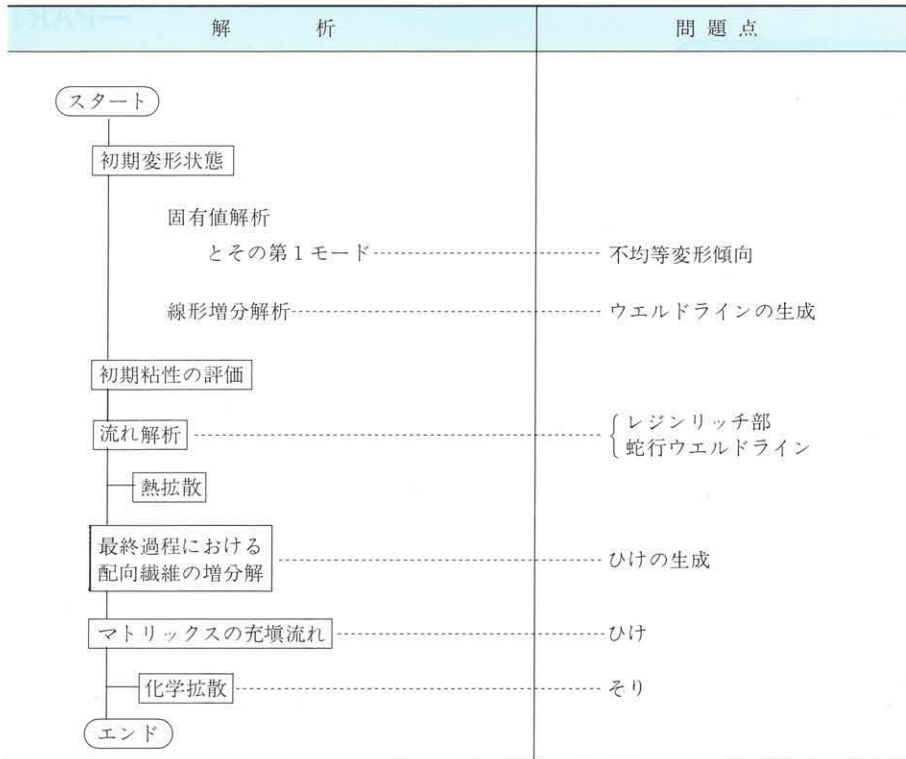 解析 問題点
スタート
初期変形状態
固有値解析
とその第1モード 不均等変形傾向
線形増分解析 ウエルドラインの生成
初期粘性の評価
流れ解析 レジンリッチ部
蛇行ウエルドライン
熱拡散
最終過程における
配向繊維の増分解 ひけの生成
マトリックスの充塡流れ ひけ
化学拡散 そり
エンド